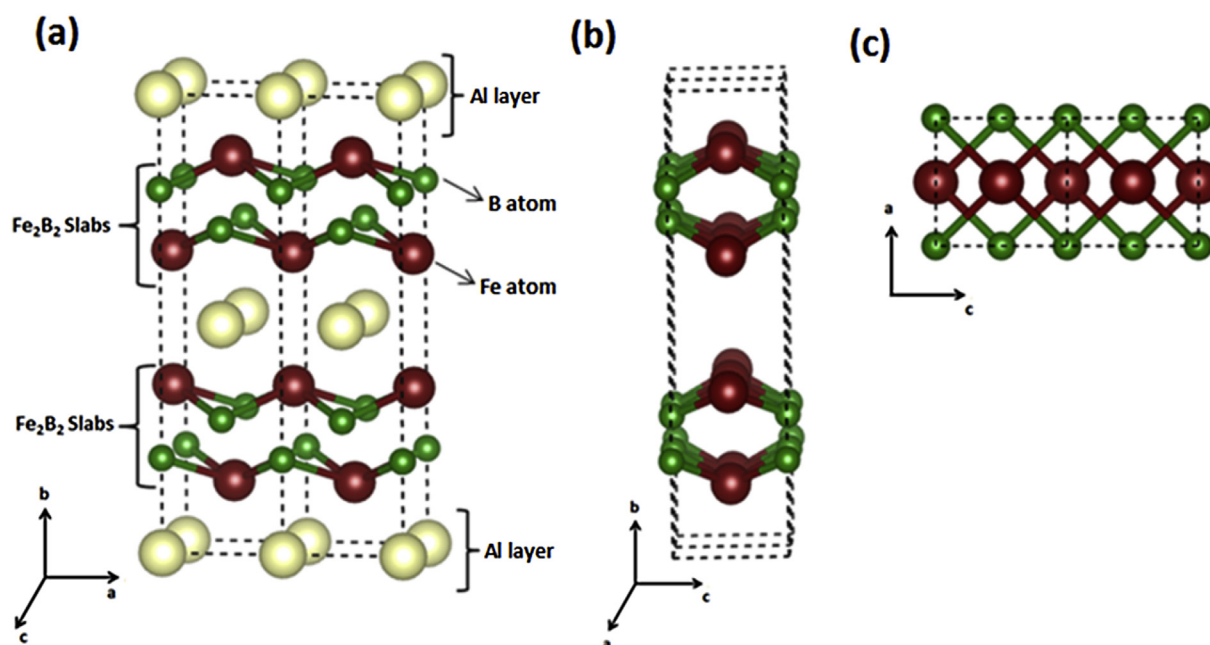 (a)
(b)
(c)
Al layer
Fe₂B₂ Slabs
B atom
Fe atom
Fe₂B₂ Slabs
Al layer
b
a
c
b
c
a
a
c